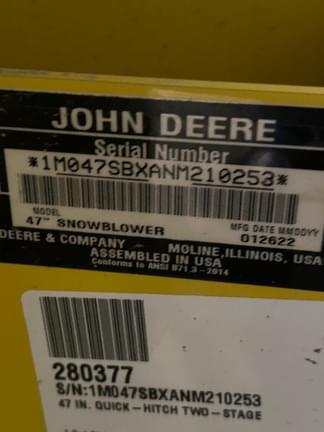 JOHN DEERE
Serial Number
*1M047SBXANM210253*
MODEL
47" SNOWBLOWER
MFG DATE MMDDYY
012622
DEERE & COMPANY MOLINE, ILLINOIS, USA
ASSEMBLED IN USA
Conforms to ANSI B71.3-2014
280377
S/N:1M047SBXANM210253
47 IN. QUICK-HITCH TWO-STAGE